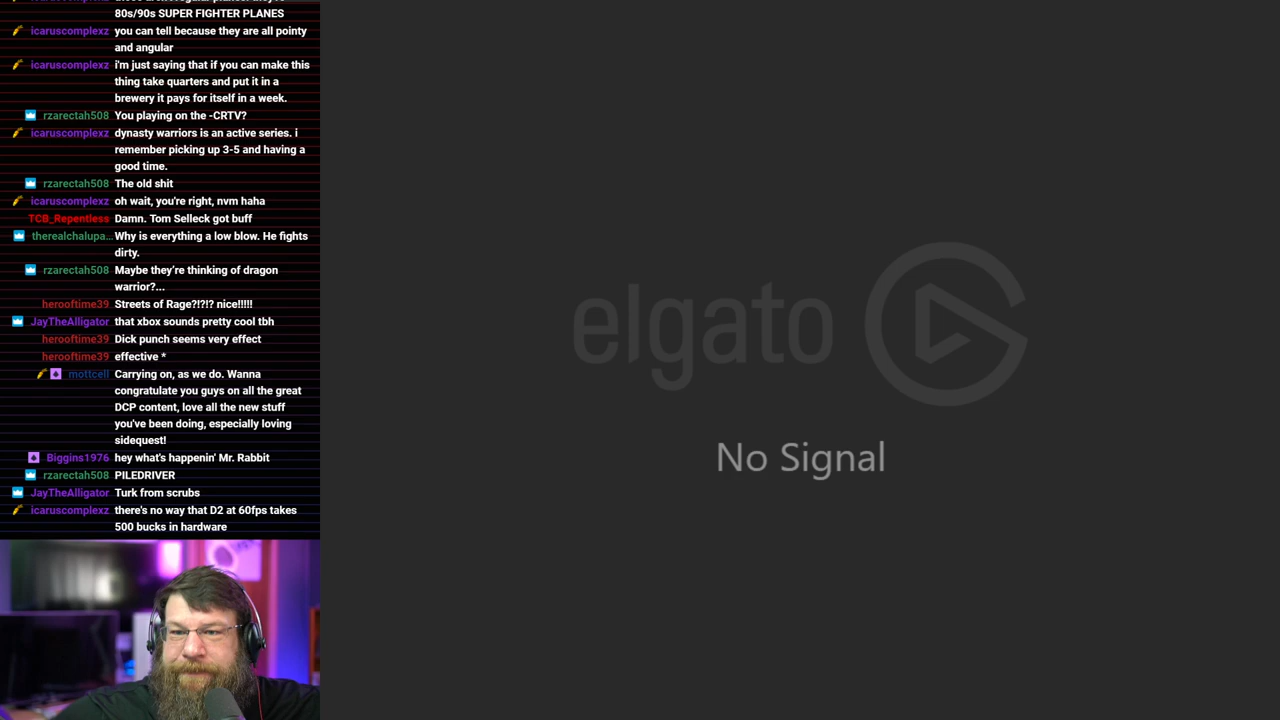 80s/90s SUPER FIGHTER PLANES
icaruscomplexz you can tell because they are all pointy
and angular
icaruscomplexz i'm just saying that if you can make this
thing take quarters and put it in a
brewery it pays for itself in a week.
rzarectah508 You playing on the -CRTV?
icaruscomplexz dynasty warriors is an active series. i
remember picking up 3-5 and having a
good time.
rzarectah508 The old shit
icaruscomplexz oh wait, you're right, nvm haha
TCB_Repentless Damn. Tom Selleck got buff
therealchalupa... Why is everything a low blow. He fights
dirty.
rzarectah508 Maybe they're thinking of dragon
warrior?...
herooftime39 Streets of Rage?!?!? nice!!!!!
JayTheAlligator that xbox sounds pretty cool tbh
herooftime39 Dick punch seems very effect
herooftime39 effective *
mottcell Carrying on, as we do. Wanna
congratulate you guys on all the great
DCP content, love all the new stuff
you've been doing, especially loving
sidequest!
Biggins1976 hey what's happenin' Mr. Rabbit
rzarectah508 PILEDRIVER
JayTheAlligator Turk from scrubs
icaruscomplexz there's no way that D2 at 60fps takes
500 bucks in hardware
elgato
No Signal